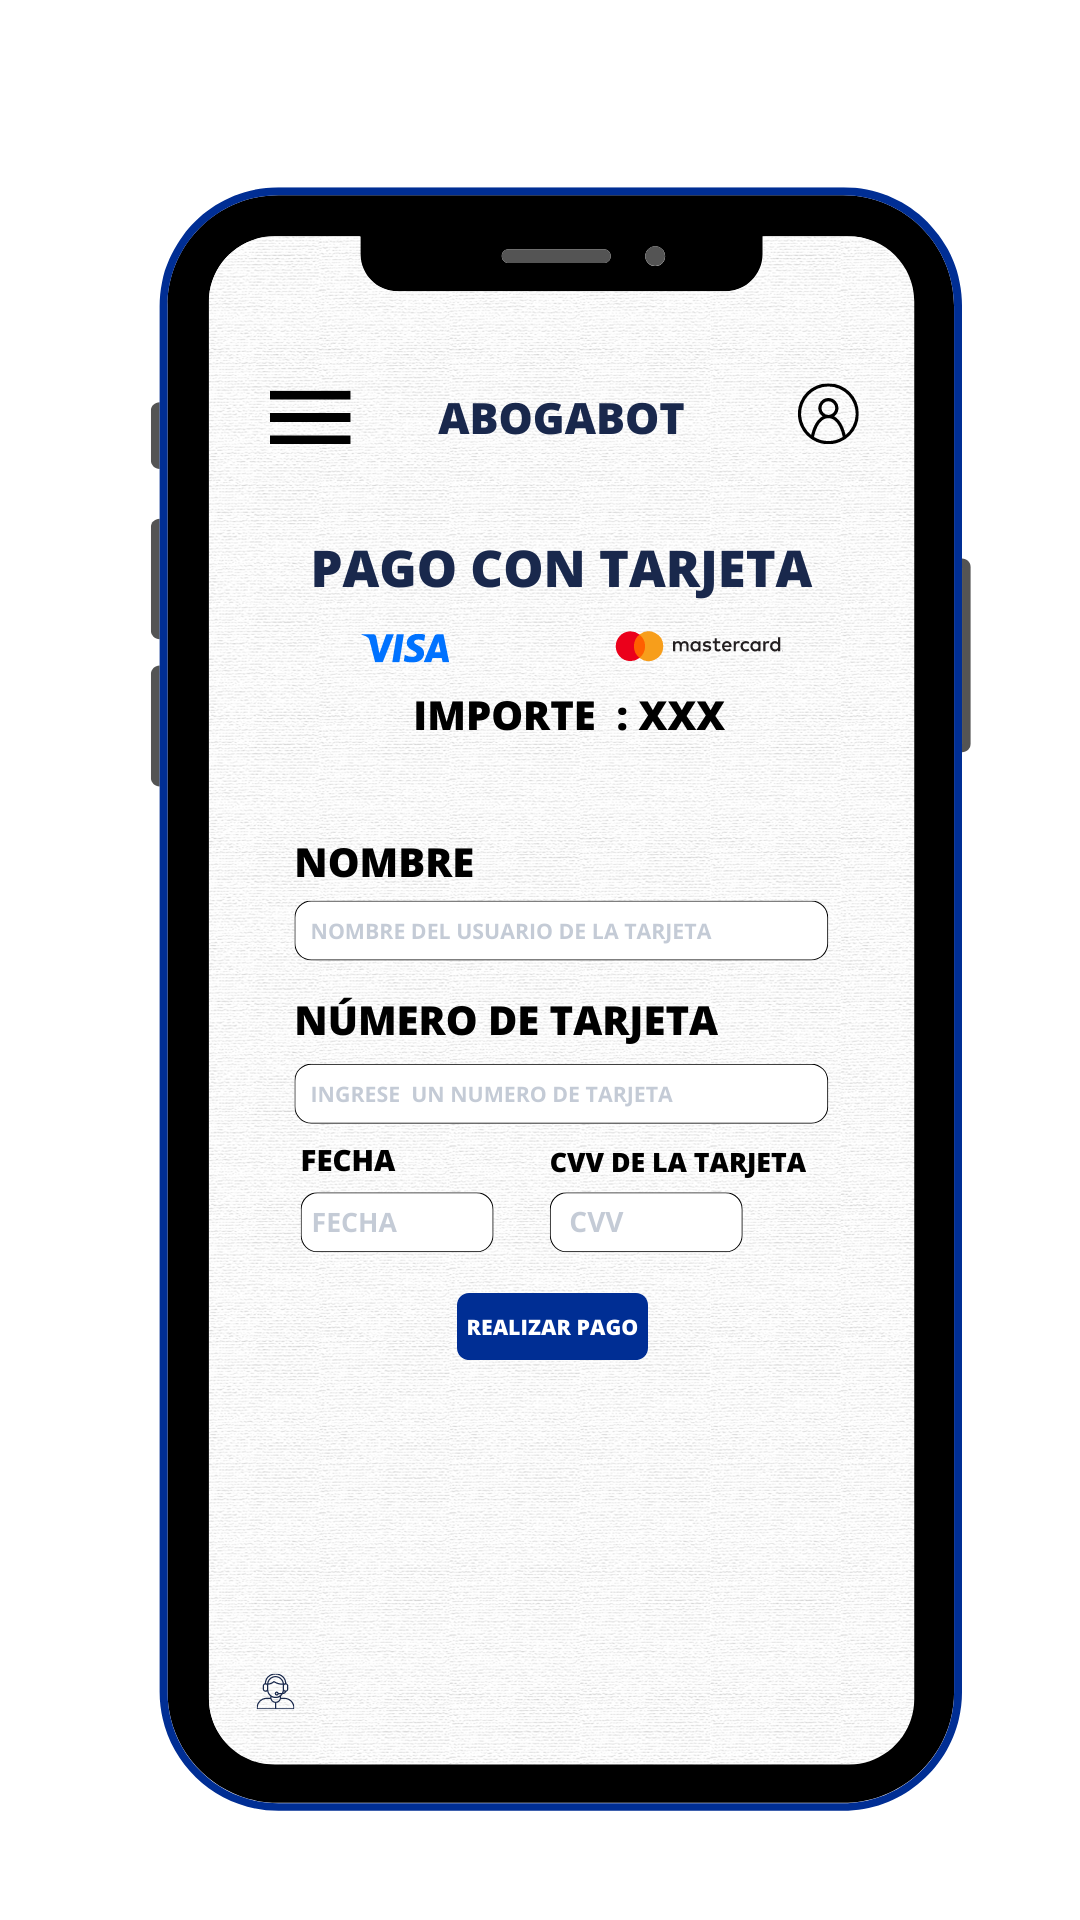 ABOGABOT
PAGO CON TARJETA
VISA
mastercard
IMPORTE : XXX
NOMBRE
NOMBRE DEL USUARIO DE LA TARJETA
NÚMERO DE TARJETA
INGRESE UN NUMERO DE TARJETA
FECHA
CVV DE LA TARJETA
FECHA
CVV
REALIZAR PAGO